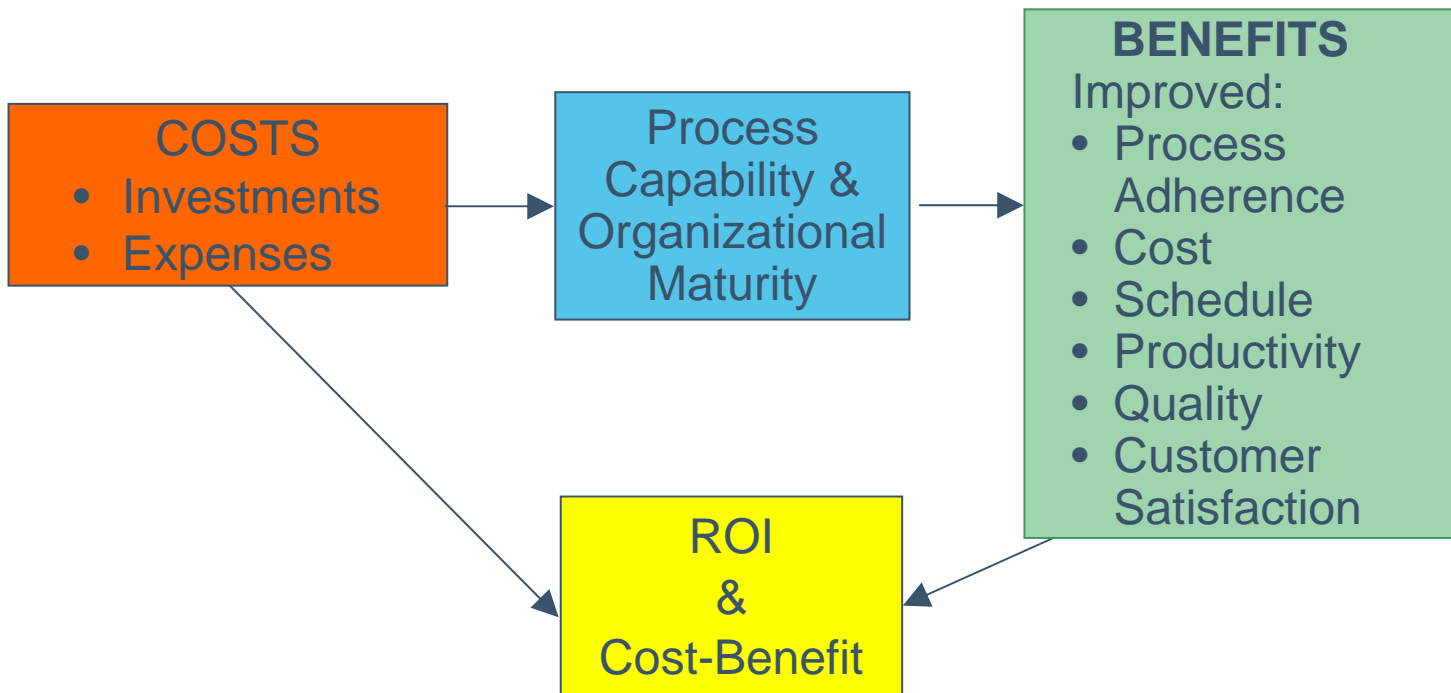 COSTS
• Investments
• Expenses
Process
Capability &
Organizational
Maturity
BENEFITS
Improved:
• Process
Adherence
• Cost
• Schedule
• Productivity
• Quality
• Customer
Satisfaction
ROI
&
Cost-Benefit